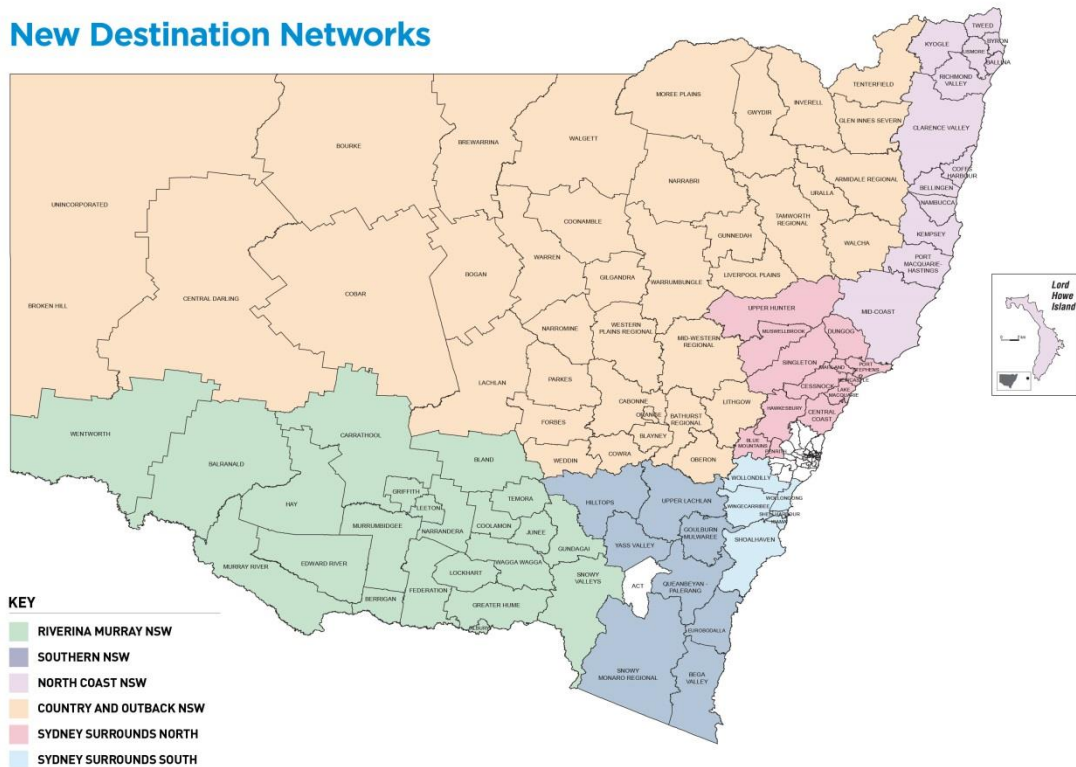 New Destination Networks
TWEED
KYOGLE
BYRON
LISMORE
BALLINA
RICHMOND
VALLEY
TENTERFIELD
MOREE PLAINS
GWYDIR
INVERELL
GLEN INNES SEVERN
CLARENCE VALLEY
BOURKE
BREWARRINA
WALGETT
NARRABRI
ARMIDALE REGIONAL
COFFS
HARBOUR
BELLINGEN
URALLA
NAMBUCCA
UNINCORPORATED
COONAMBLE
TAMWORTH
REGIONAL
GUNNEDAH
WALCHA
KEMPSEY
PORT
MACQUARIE-
HASTINGS
WARREN
BOGAN
GILGANDRA
WARRUMBUNGLE
LIVERPOOL PLAINS
BROKEN HILL
CENTRAL DARLING
COBAR
UPPER HUNTER
MID-COAST
Lord
Howe
Island
NARROMINE
WESTERN
PLAINS REGIONAL
MID-WESTERN
REGIONAL
MUSWELLBROOK
DUNGOG
SINGLETON
MAITLAND
PORT
STEPHENS
NEWCASTLE
LACHLAN
PARKES
CESSNOCK
LAKE
MACQUARIE
CABONNE
LITHGOW
HAWKESBURY
CENTRAL
COAST
ORANGE
BATHURST
REGIONAL
FORBES
BLAYNEY
WENTWORTH
CARRATHOOL
BLAND
WEDDIN
COWRA
OBERON
BLUE
MOUNTAINS
PENRITH
BALRANALD
WOLLONDILLY
GRIFFITH
LEETON
TEMORA
HILLTOPS
UPPER LACHLAN
WOLLONGONG
WINGECARRIBEE
HAY
MURRUMBIDGEE
NARRANDERA
COOLAMON
JUNEE
GOULBURN
MULWAREE
SHELLHARBOUR
KIAMA
SHOALHAVEN
YASS VALLEY
GUNDAGAI
MURRAY RIVER
EDWARD RIVER
LOCKHART
WAGGA WAGGA
SNOWY
VALLEYS
ACT
QUEANBEYAN -
PALERANG
BERRIGAN
FEDERATION
GREATER HUME
ALBURY
EUROBODALLA
SNOWY
MONARO REGIONAL
BEGA
VALLEY
KEY
RIVERINA MURRAY NSW
SOUTHERN NSW
NORTH COAST NSW
COUNTRY AND OUTBACK NSW
SYDNEY SURROUNDS NORTH
SYDNEY SURROUNDS SOUTH